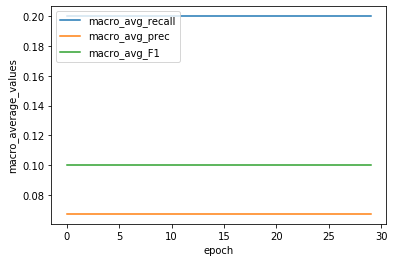 0.20
0.18
0.16
0.14
0.12
0.10
0.08
macro_average_values
macro_avg_recall
macro_avg_prec
macro_avg_F1
0 5 10 15 20 25 30
epoch